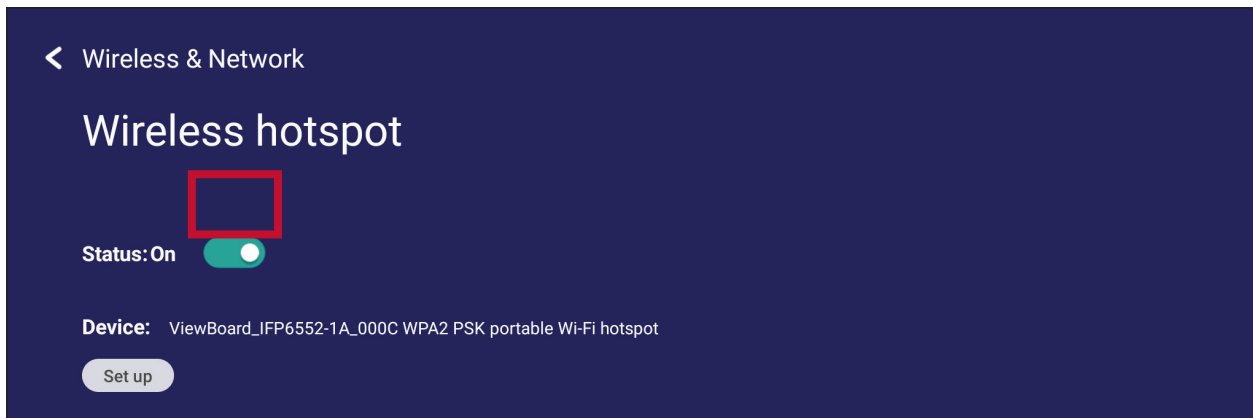 Wireless & Network
Wireless hotspot
Status: On
Device: ViewBoard_IFP6552-1A_000C WPA2 PSK portable Wi-Fi hotspot
Set up